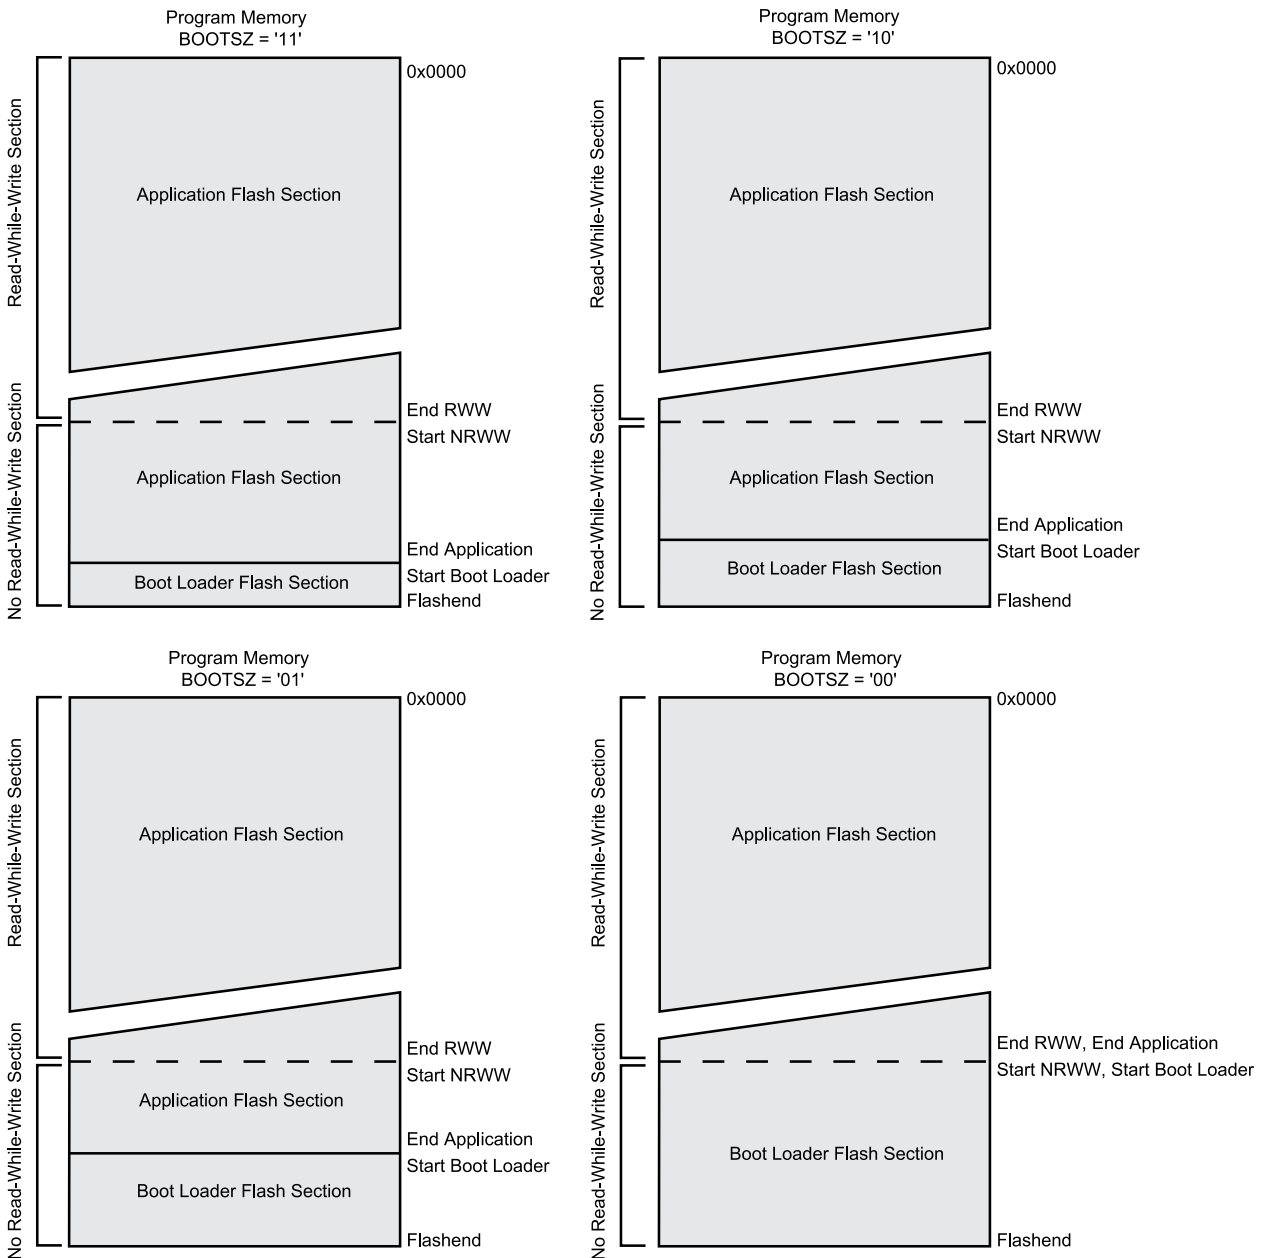 Program Memory
BOOTSZ = '11'
0x0000
Read-While-Write Section
Application Flash Section
End RWW
Start NRWW
No Read-While-Write Section
Application Flash Section
End Application
Start Boot Loader
Boot Loader Flash Section
Flashend
Program Memory
BOOTSZ = '10'
0x0000
Read-While-Write Section
Application Flash Section
End RWW
Start NRWW
No Read-While-Write Section
Application Flash Section
End Application
Start Boot Loader
Boot Loader Flash Section
Flashend
Program Memory
BOOTSZ = '01'
0x0000
Read-While-Write Section
Application Flash Section
End RWW
Start NRWW
No Read-While-Write Section
Application Flash Section
End Application
Start Boot Loader
Boot Loader Flash Section
Flashend
Program Memory
BOOTSZ = '00'
0x0000
Read-While-Write Section
Application Flash Section
End RWW, End Application
Start NRWW, Start Boot Loader
No Read-While-Write Section
Boot Loader Flash Section
Flashend